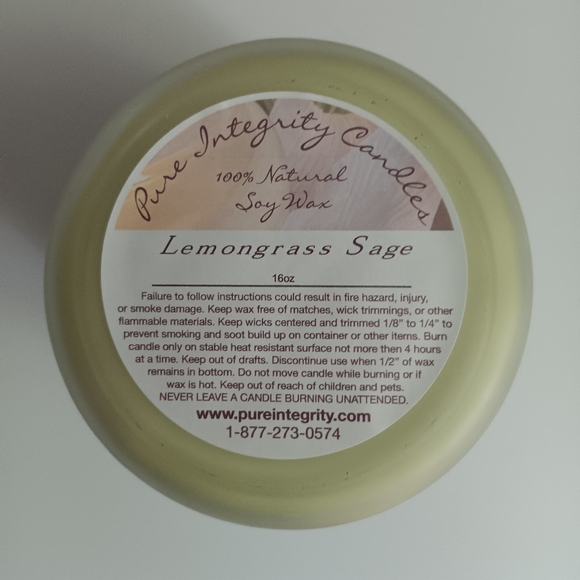 Pure Integrity Candles
100% Natural
Soy Wax
Lemongrass Sage
16oz
Failure to follow instructions could result in fire hazard, injury,
or smoke damage. Keep wax free of matches, wick trimmings, or other
flammable materials. Keep wicks centered and trimmed 1/8" to 1/4" to
prevent smoking and soot build up on container or other items. Burn
candle only on stable heat resistant surface not more then 4 hours
at a time. Keep out of drafts. Discontinue use when 1/2" of wax
remains in bottom. Do not move candle while burning or if
wax is hot. Keep out of reach of children and pets.
NEVER LEAVE A CANDLE BURNING UNATTENDED.
www.pureintegrity.com
1-877-273-0574